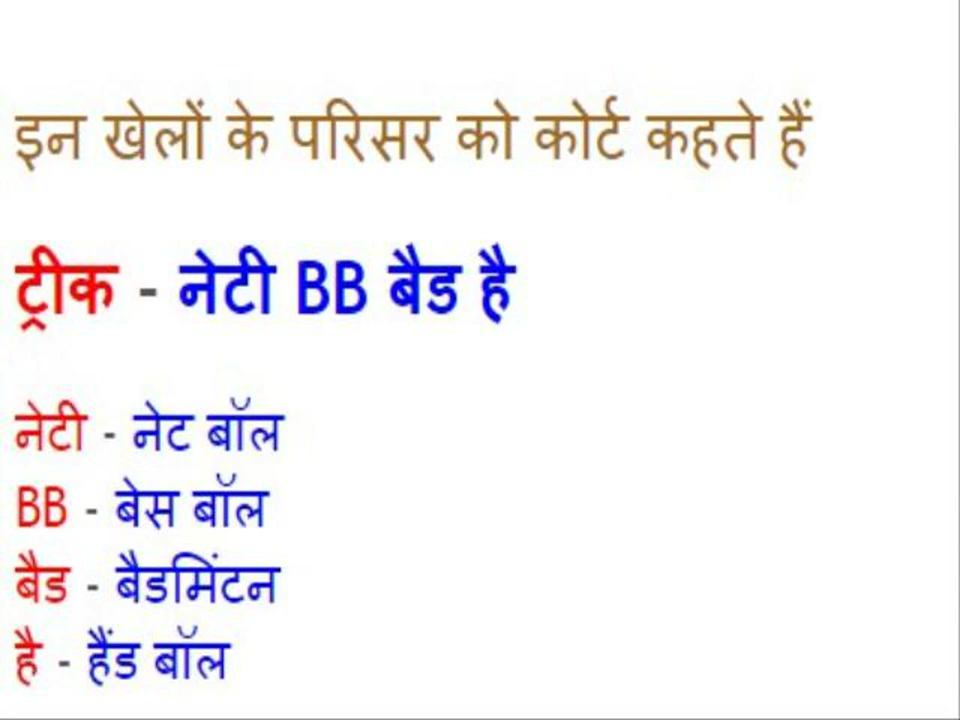 इन खेलों के परिसर को कोर्ट कहते हैं
ट्रीक - नेटी BB बैड है
नेटी - नेट बॉल
BB - बेस बॉल
बैड - बैडमिंटन
है - हैंड बॉल